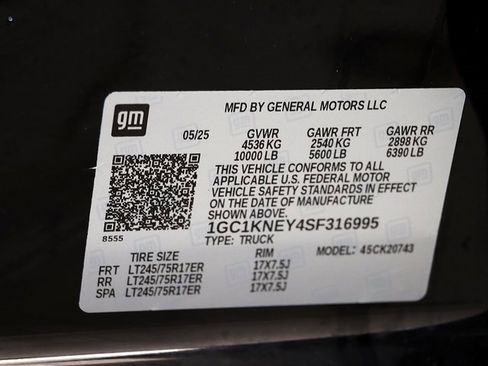 gm
MFD BY GENERAL MOTORS LLC
05/25 GVWR GAWR FRT GAWR RR
4536 KG 2540 KG 2898 KG
10000 LB 5600 LB 6390 LB
THIS VEHICLE CONFORMS TO ALL
APPLICABLE U.S. FEDERAL MOTOR
VEHICLE SAFETY STANDARDS IN EFFECT
ON THE DATE OF MANUFACTURE
SHOWN ABOVE.
1GC1KNEY4SF316995
8555
TYPE: TRUCK MODEL: 4SCK20743
TIRE SIZE RIM
FRT LT245/75R17ER 17X7.5J
RR LT245/75R17ER 17X7.5J
SPA LT245/75R17ER 17X7.5J